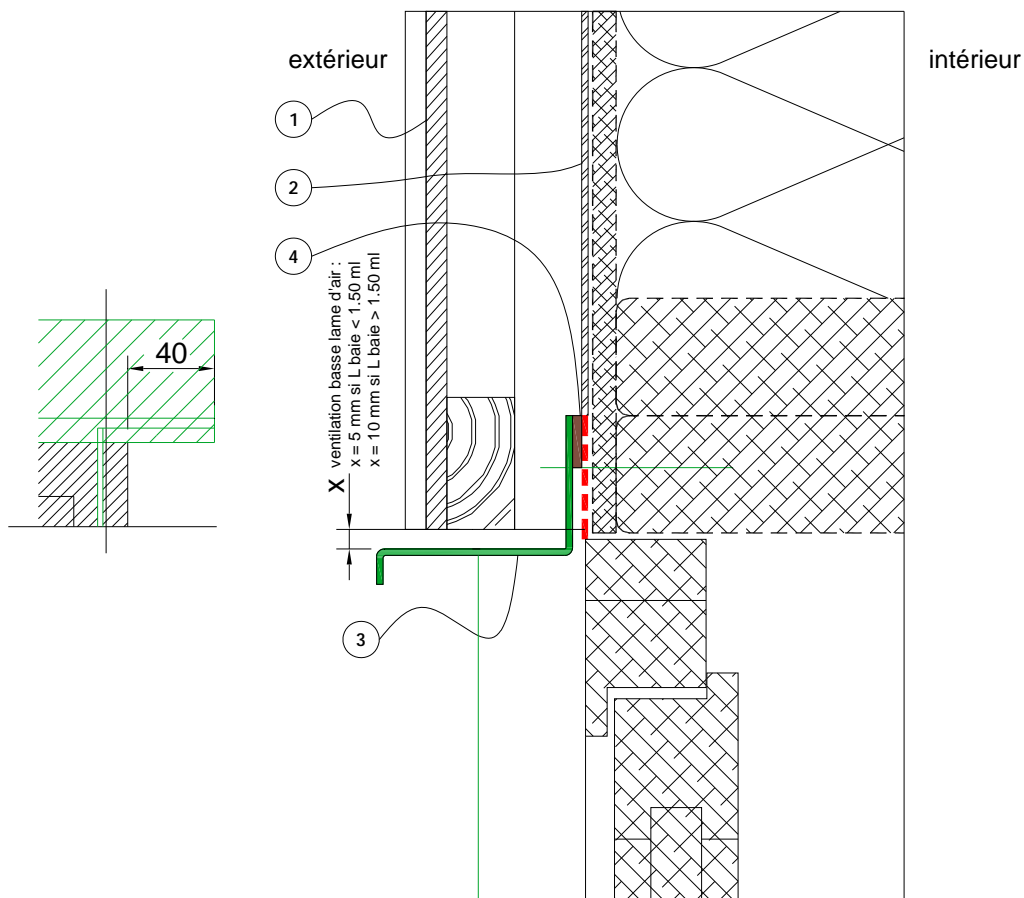 extérieur
intérieur
1
2
4
ventilation basse lame d'air :
x = 5 mm si L baie < 1.50 ml
x = 10 mm si L baie > 1.50 ml
40
X
3